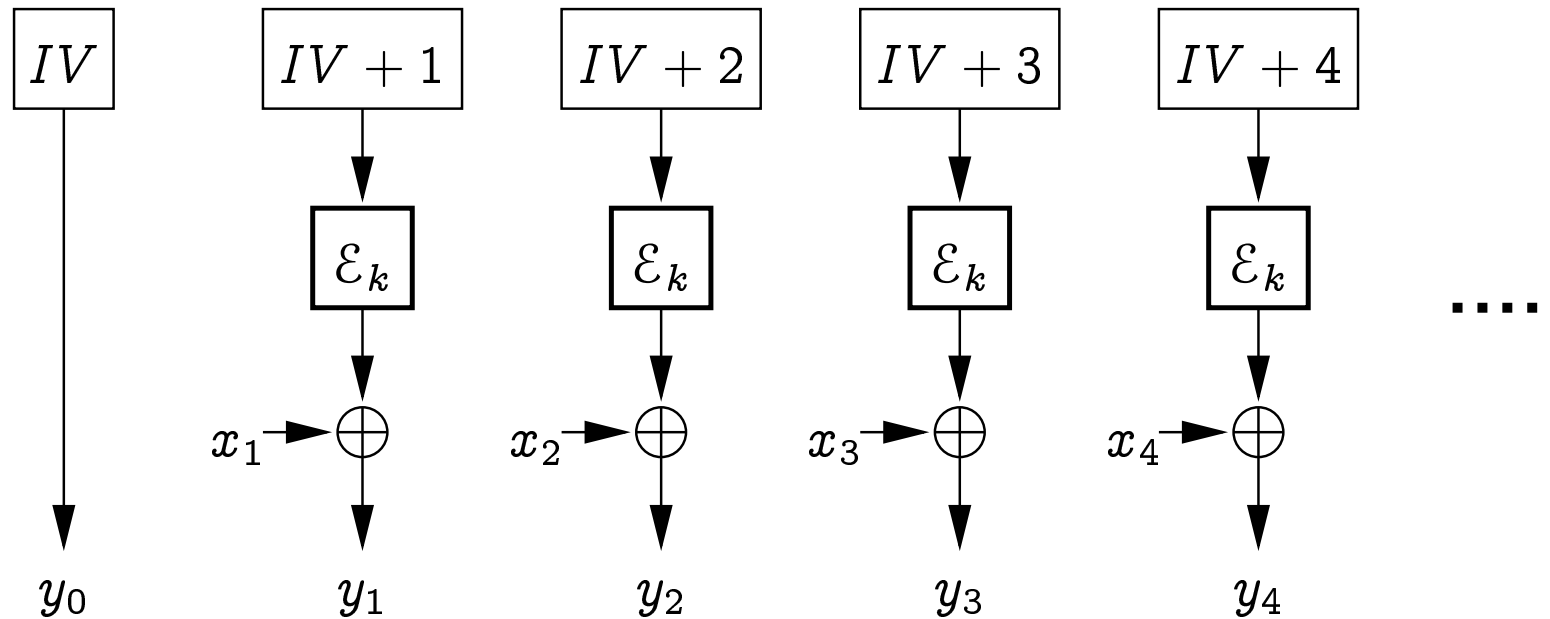 IV IV + 1 IV + 2 IV + 3 IV + 4
ℰₖ ℰₖ ℰₖ ℰₖ
....
x₁ ⊕ x₂ ⊕ x₃ ⊕ x₄ ⊕
y₀ y₁ y₂ y₃ y₄